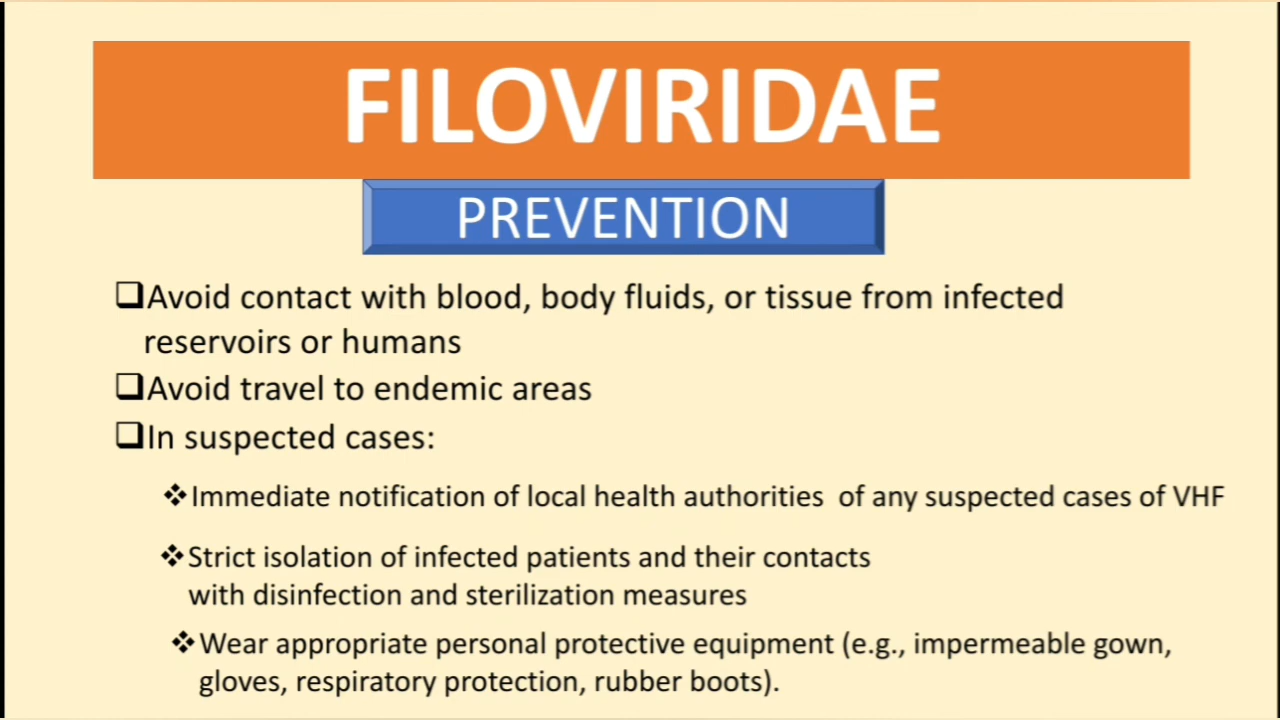 FILOVIRIDAE
PREVENTION
❑Avoid contact with blood, body fluids, or tissue from infected
reservoirs or humans
❑Avoid travel to endemic areas
❑In suspected cases:
❖Immediate notification of local health authorities  of any suspected cases of VHF
❖Strict isolation of infected patients and their contacts
with disinfection and sterilization measures
❖Wear appropriate personal protective equipment (e.g., impermeable gown,
gloves, respiratory protection, rubber boots).